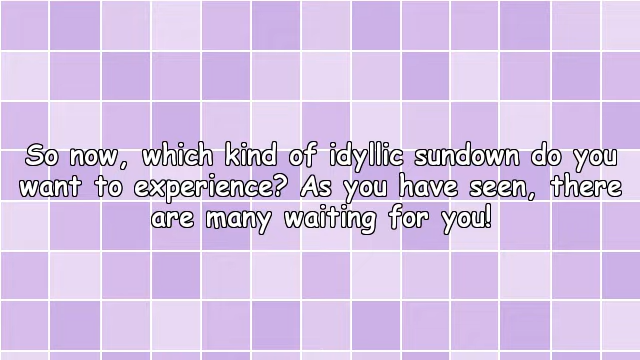 So now, which kind of idyllic sundown do you
want to experience? As you have seen, there
are many waiting for you!